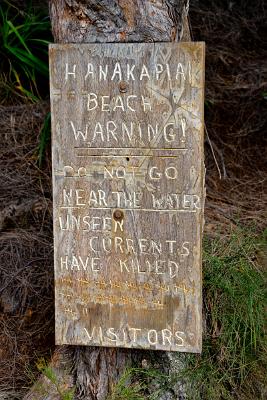 HANAKAPIAI
BEACH
WARNING!
DO NOT GO
NEAR THE WATER
UNSEEN
CURRENTS
HAVE KILLED
VISITORS